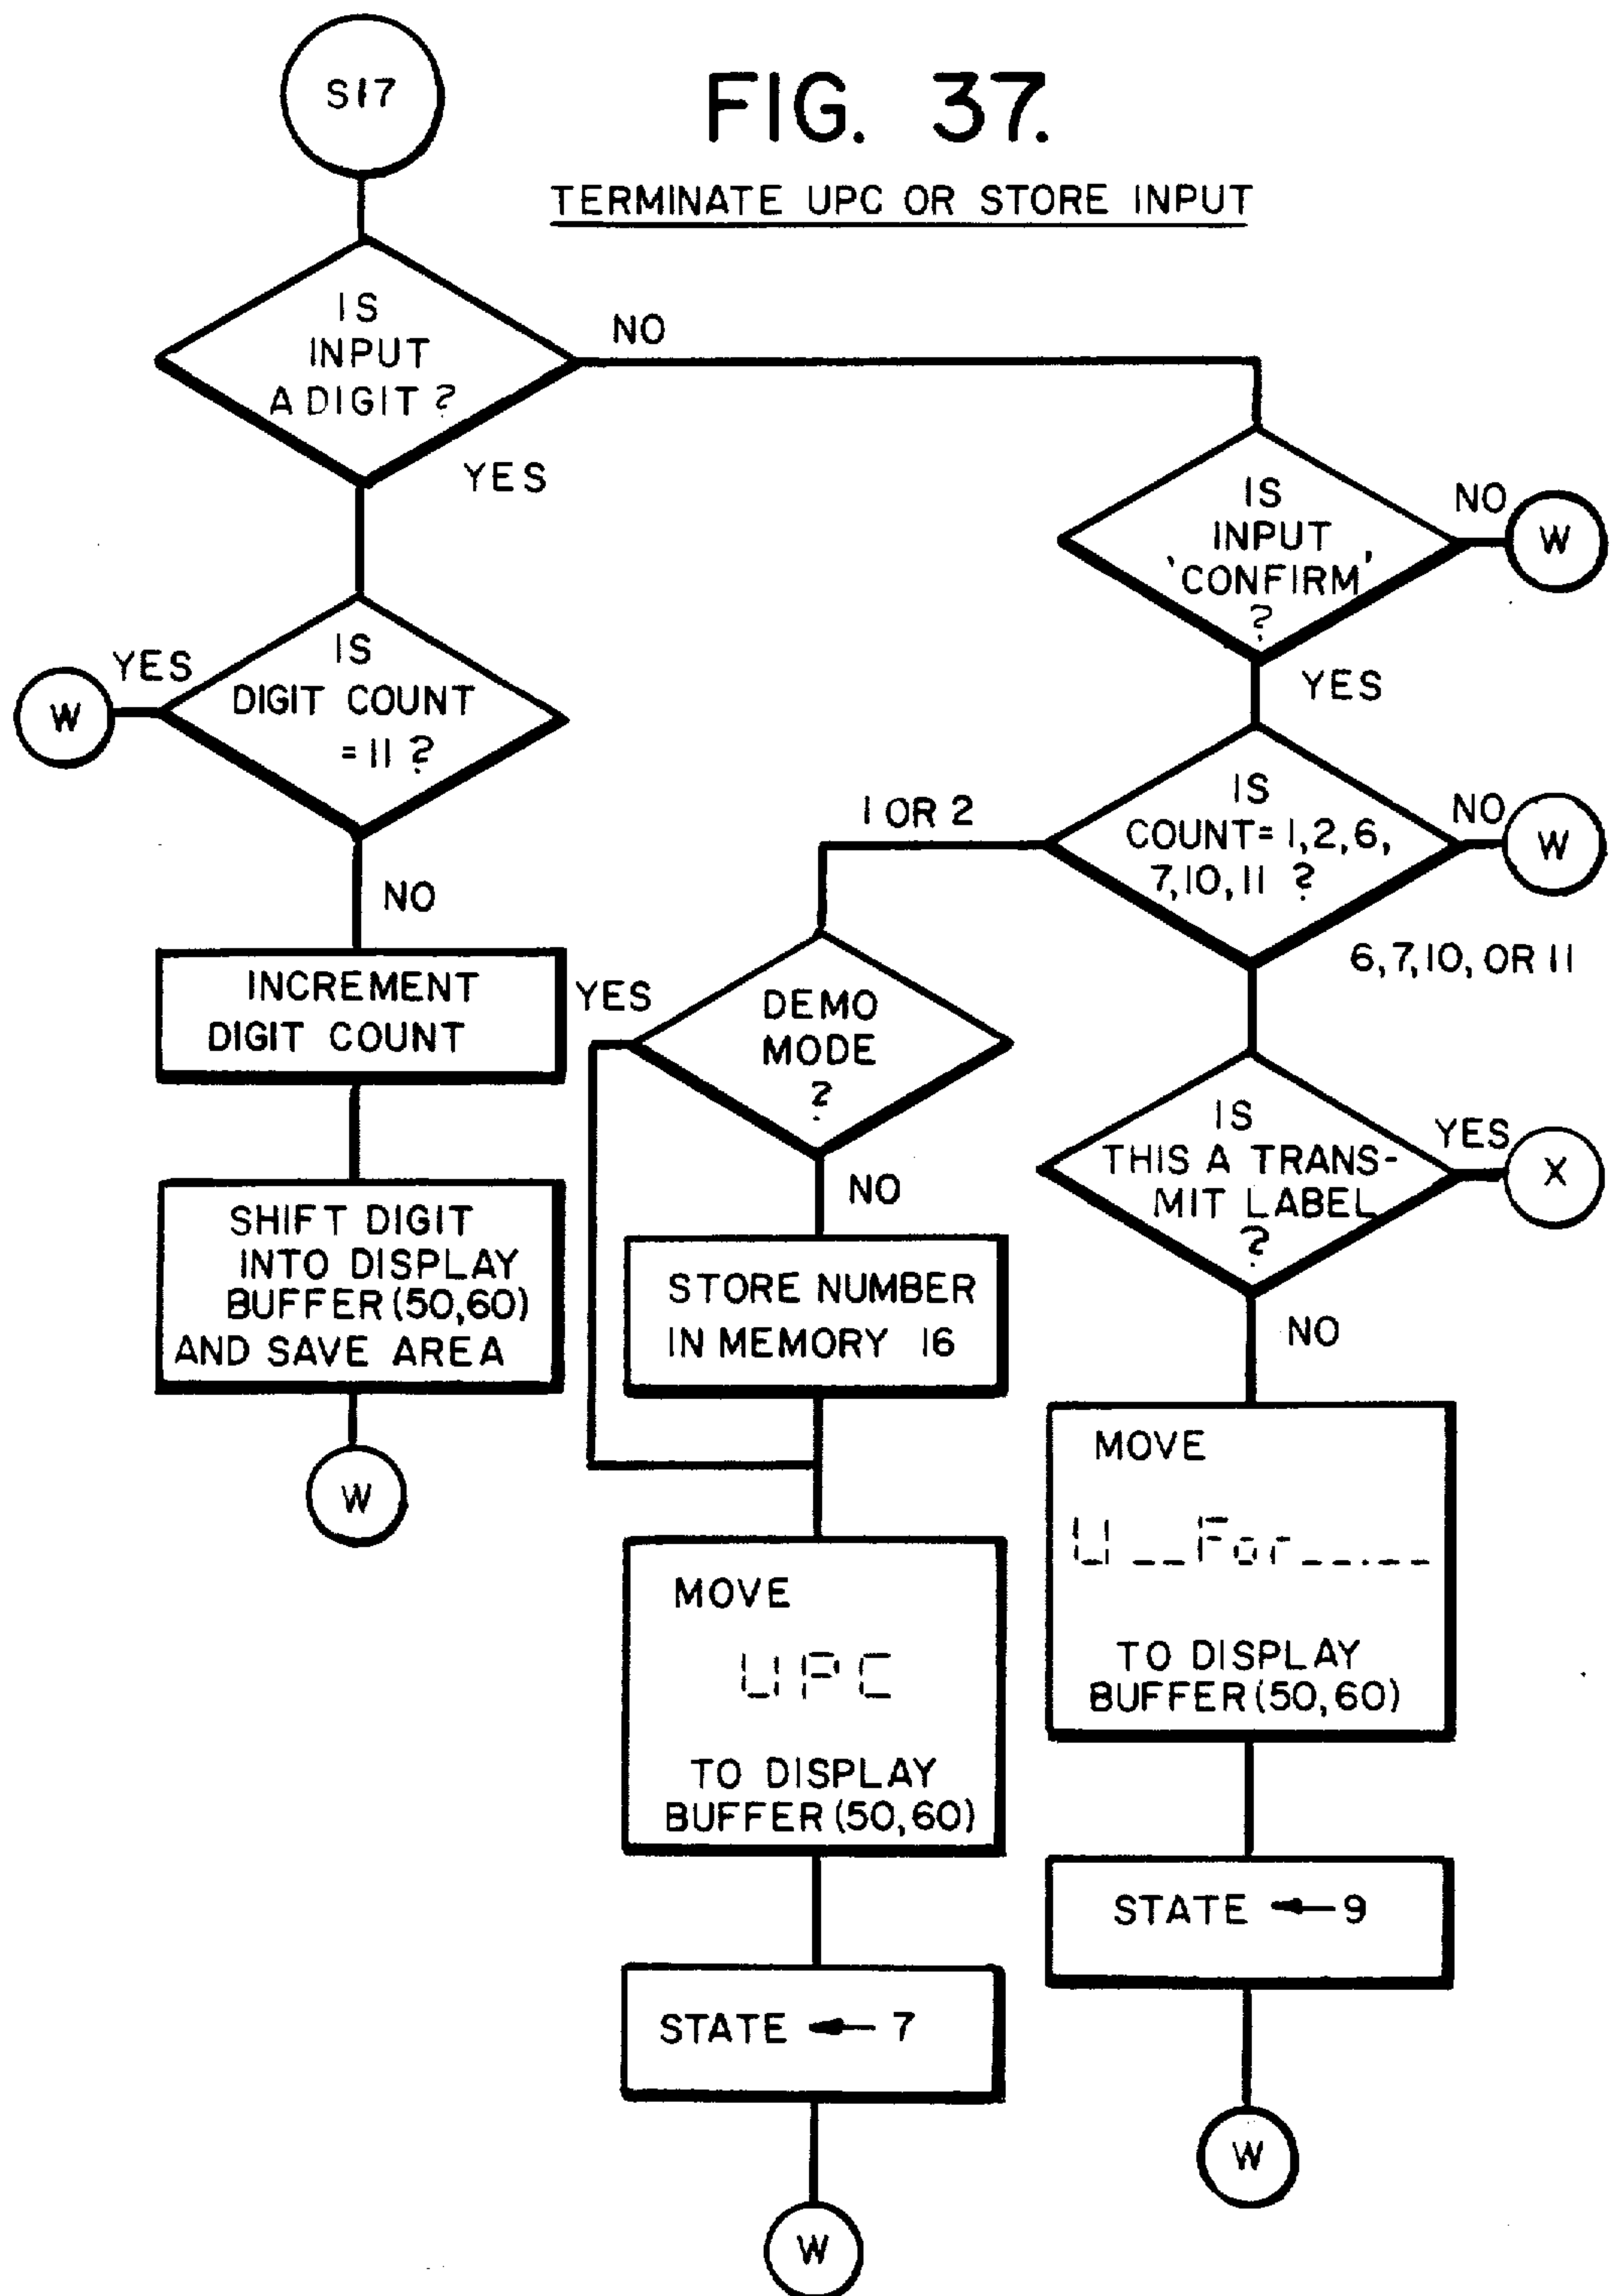 S17
FIG. 37.
TERMINATE UPC OR STORE INPUT
IS
INPUT
A DIGIT ?
NO
YES
IS
INPUT
'CONFIRM'
?
NO
W
YES
IS
DIGIT COUNT
= 11 ?
YES
W
NO
IS
COUNT= 1,2,6,
7,10,11 ?
1 OR 2
NO
W
6,7,10, OR 11
INCREMENT
DIGIT COUNT
DEMO
MODE
?
YES
NO
IS
THIS A TRANS-
MIT LABEL
?
YES
X
NO
SHIFT DIGIT
INTO DISPLAY
BUFFER(50,60)
AND SAVE AREA
W
STORE NUMBER
IN MEMORY 16
MOVE
U __For__.__
TO DISPLAY
BUFFER(50,60)
MOVE
UPC
TO DISPLAY
BUFFER(50,60)
STATE ← 9
W
STATE ← 7
W